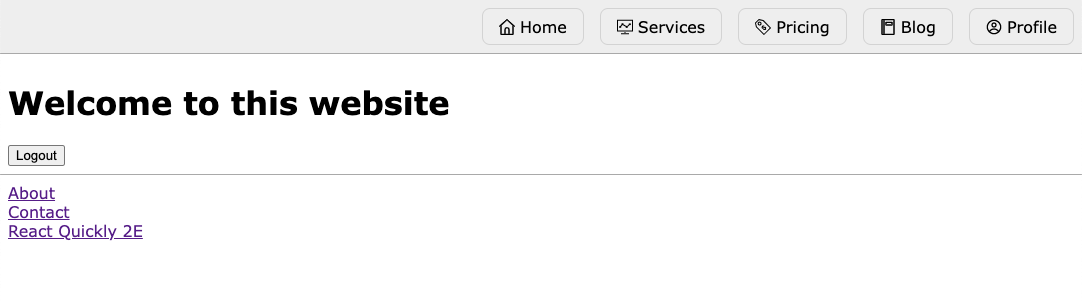 Home Services Pricing Blog Profile
Welcome to this website
Logout
About
Contact
React Quickly 2E